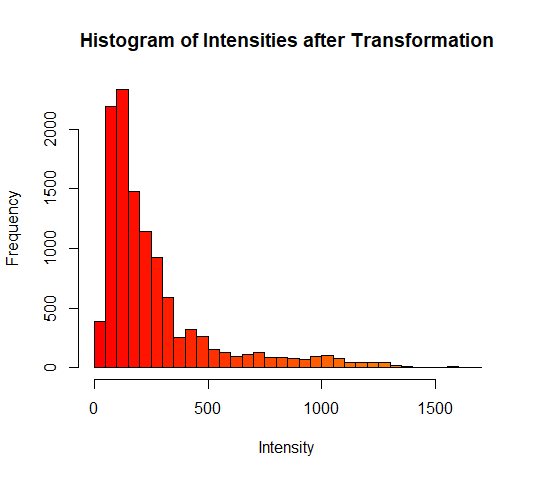 Histogram of Intensities after Transformation
Frequency
2000
1500
1000
500
0
0 500 1000 1500
Intensity